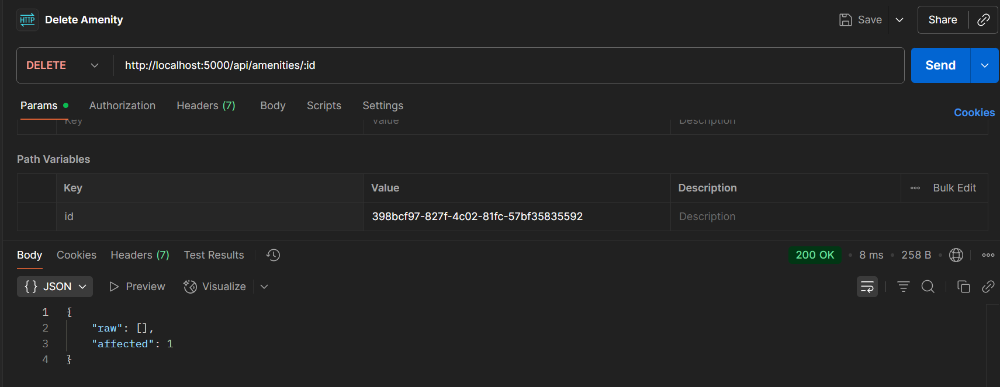 HTTP Delete Amenity Save Share
DELETE http://localhost:5000/api/amenities/:id Send
Params Authorization Headers (7) Body Scripts Settings Cookies
Key Value Description
Path Variables
Key Value Description Bulk Edit
id 398bcf97-827f-4c02-81fc-57bf35835592 Description
Body Cookies Headers (7) Test Results 200 OK • 8 ms • 258 B
{} JSON Preview Visualize
1 {
2 "raw": [],
3 "affected": 1
4 }